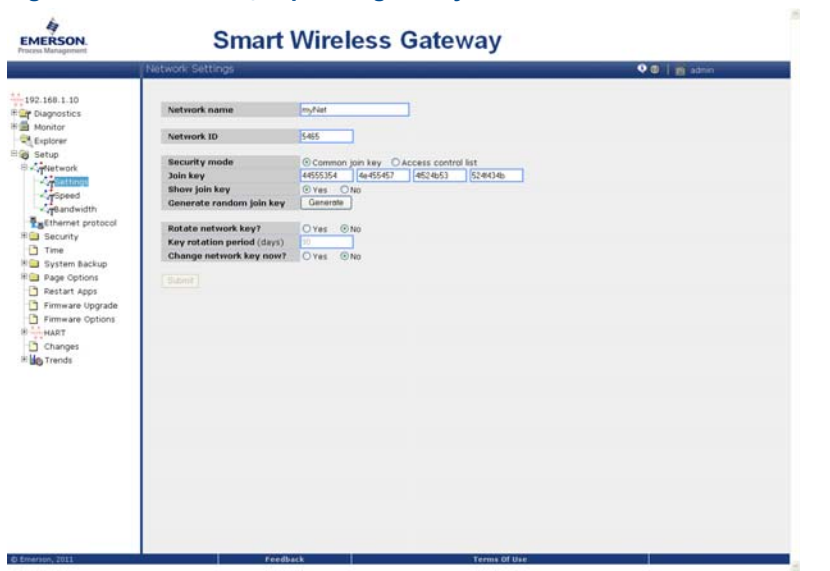 EMERSON
Process Management
Smart Wireless Gateway
Network Settings
admin
192.168.1.10
Diagnostics
Monitor
Explorer
Setup
Network
Settings
Speed
Bandwidth
Ethernet protocol
Security
Time
System Backup
Page Options
Restart Apps
Firmware Upgrade
Firmware Options
HART
Changes
Trends
Network name myNet
Network ID 5465
Security mode Common join key Access control list
Join key 44555354 4e455457 4f524b53 524f434b
Show join key Yes No
Generate random join key Generate
Rotate network key? Yes No
Key rotation period (days) 90
Change network key now? Yes No
Submit
© Emerson, 2011 Feedback Terms Of Use